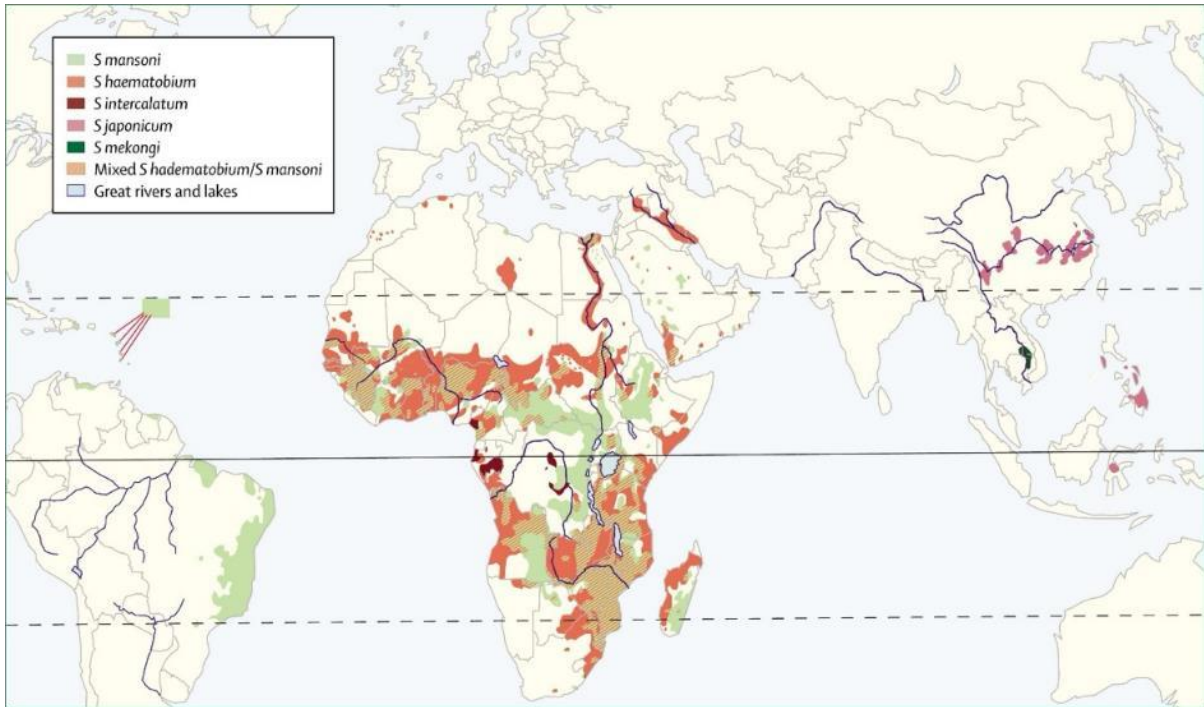 S mansoni
S haematobium
S intercalatum
S japonicum
S mekongi
Mixed S hadematobium/S mansoni
Great rivers and lakes